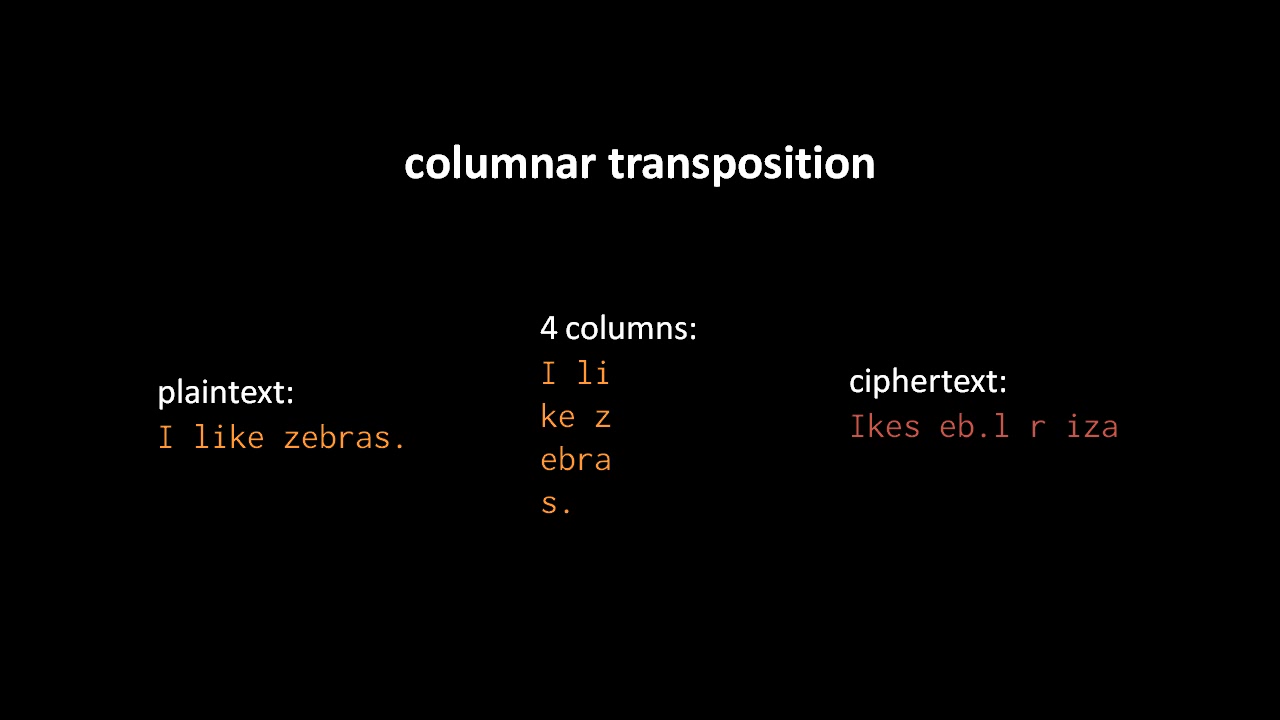 columnar transposition
plaintext:
I like zebras.
4 columns:
I li
ke z
ebra
s.
ciphertext:
Ikes eb.l r iza